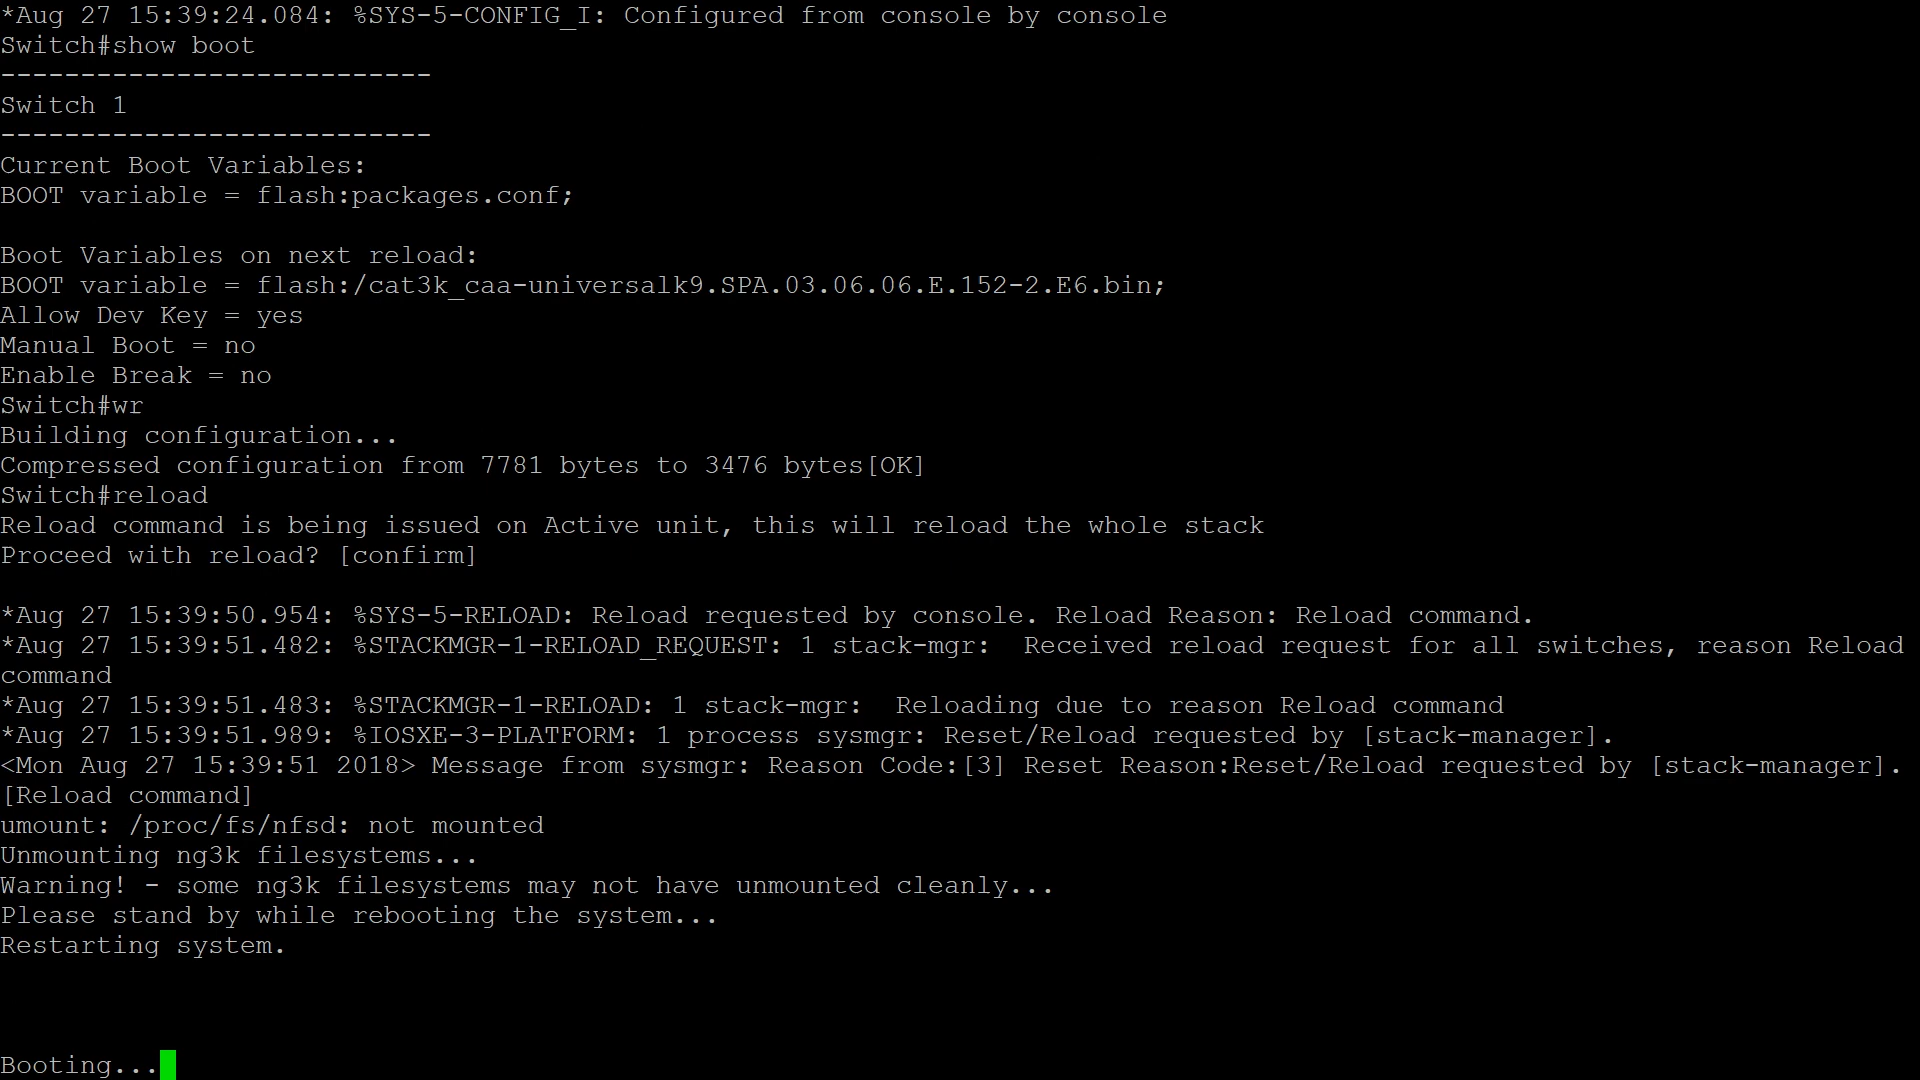 *Aug 27 15:39:24.084: %SYS-5-CONFIG_I: Configured from console by console
Switch#show boot
---------------------------
Switch 1
---------------------------
Current Boot Variables:
BOOT variable = flash:packages.conf;
Boot Variables on next reload:
BOOT variable = flash:/cat3k_caa-universalk9.SPA.03.06.06.E.152-2.E6.bin;
Allow Dev Key = yes
Manual Boot = no
Enable Break = no
Switch#wr
Building configuration...
Compressed configuration from 7781 bytes to 3476 bytes[OK]
Switch#reload
Reload command is being issued on Active unit, this will reload the whole stack
Proceed with reload? [confirm]
*Aug 27 15:39:50.954: %SYS-5-RELOAD: Reload requested by console. Reload Reason: Reload command.
*Aug 27 15:39:51.482: %STACKMGR-1-RELOAD_REQUEST: 1 stack-mgr:  Received reload request for all switches, reason Reload
command
*Aug 27 15:39:51.483: %STACKMGR-1-RELOAD: 1 stack-mgr:  Reloading due to reason Reload command
*Aug 27 15:39:51.989: %IOSXE-3-PLATFORM: 1 process sysmgr: Reset/Reload requested by [stack-manager].
<Mon Aug 27 15:39:51 2018> Message from sysmgr: Reason Code:[3] Reset Reason:Reset/Reload requested by [stack-manager].
[Reload command]
umount: /proc/fs/nfsd: not mounted
Unmounting ng3k filesystems...
Warning! - some ng3k filesystems may not have unmounted cleanly...
Please stand by while rebooting the system...
Restarting system.
Booting...